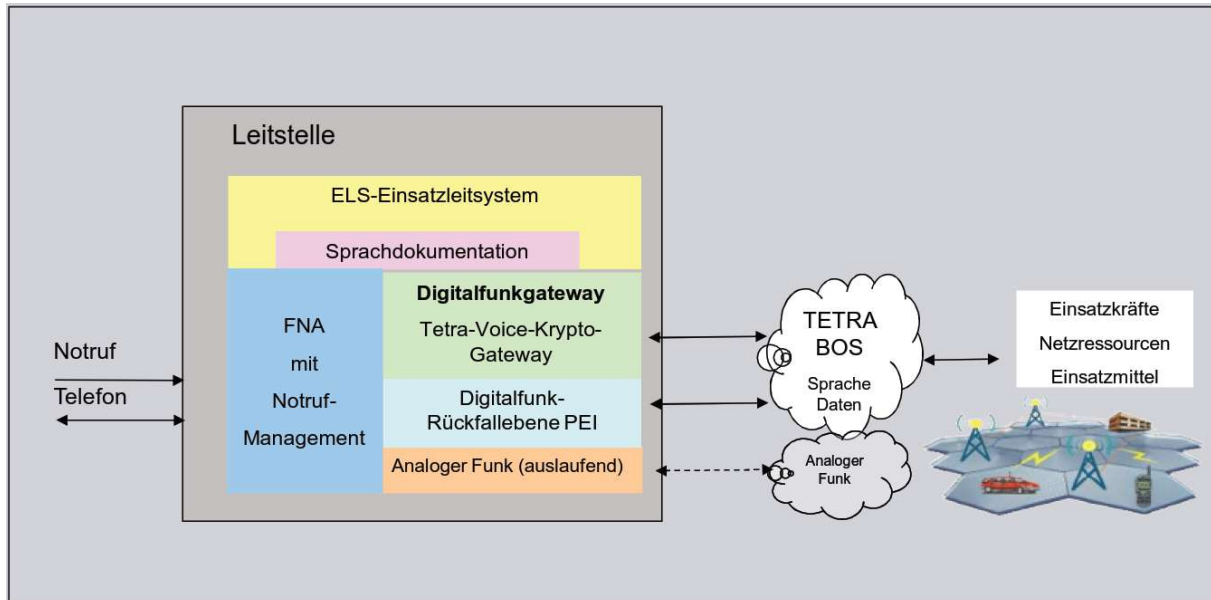 Leitstelle
ELS-Einsatzleitsystem
Sprachdokumentation
Notruf
Telefon
FNA
mit
Notruf-
Management
Digitalfunkgateway
Tetra-Voice-Krypto-
Gateway
Digitalfunk-
Rückfallebene PEI
Analoger Funk (auslaufend)
TETRA
BOS
Sprache
Daten
Analoger
Funk
Einsatzkräfte
Netzressourcen
Einsatzmittel